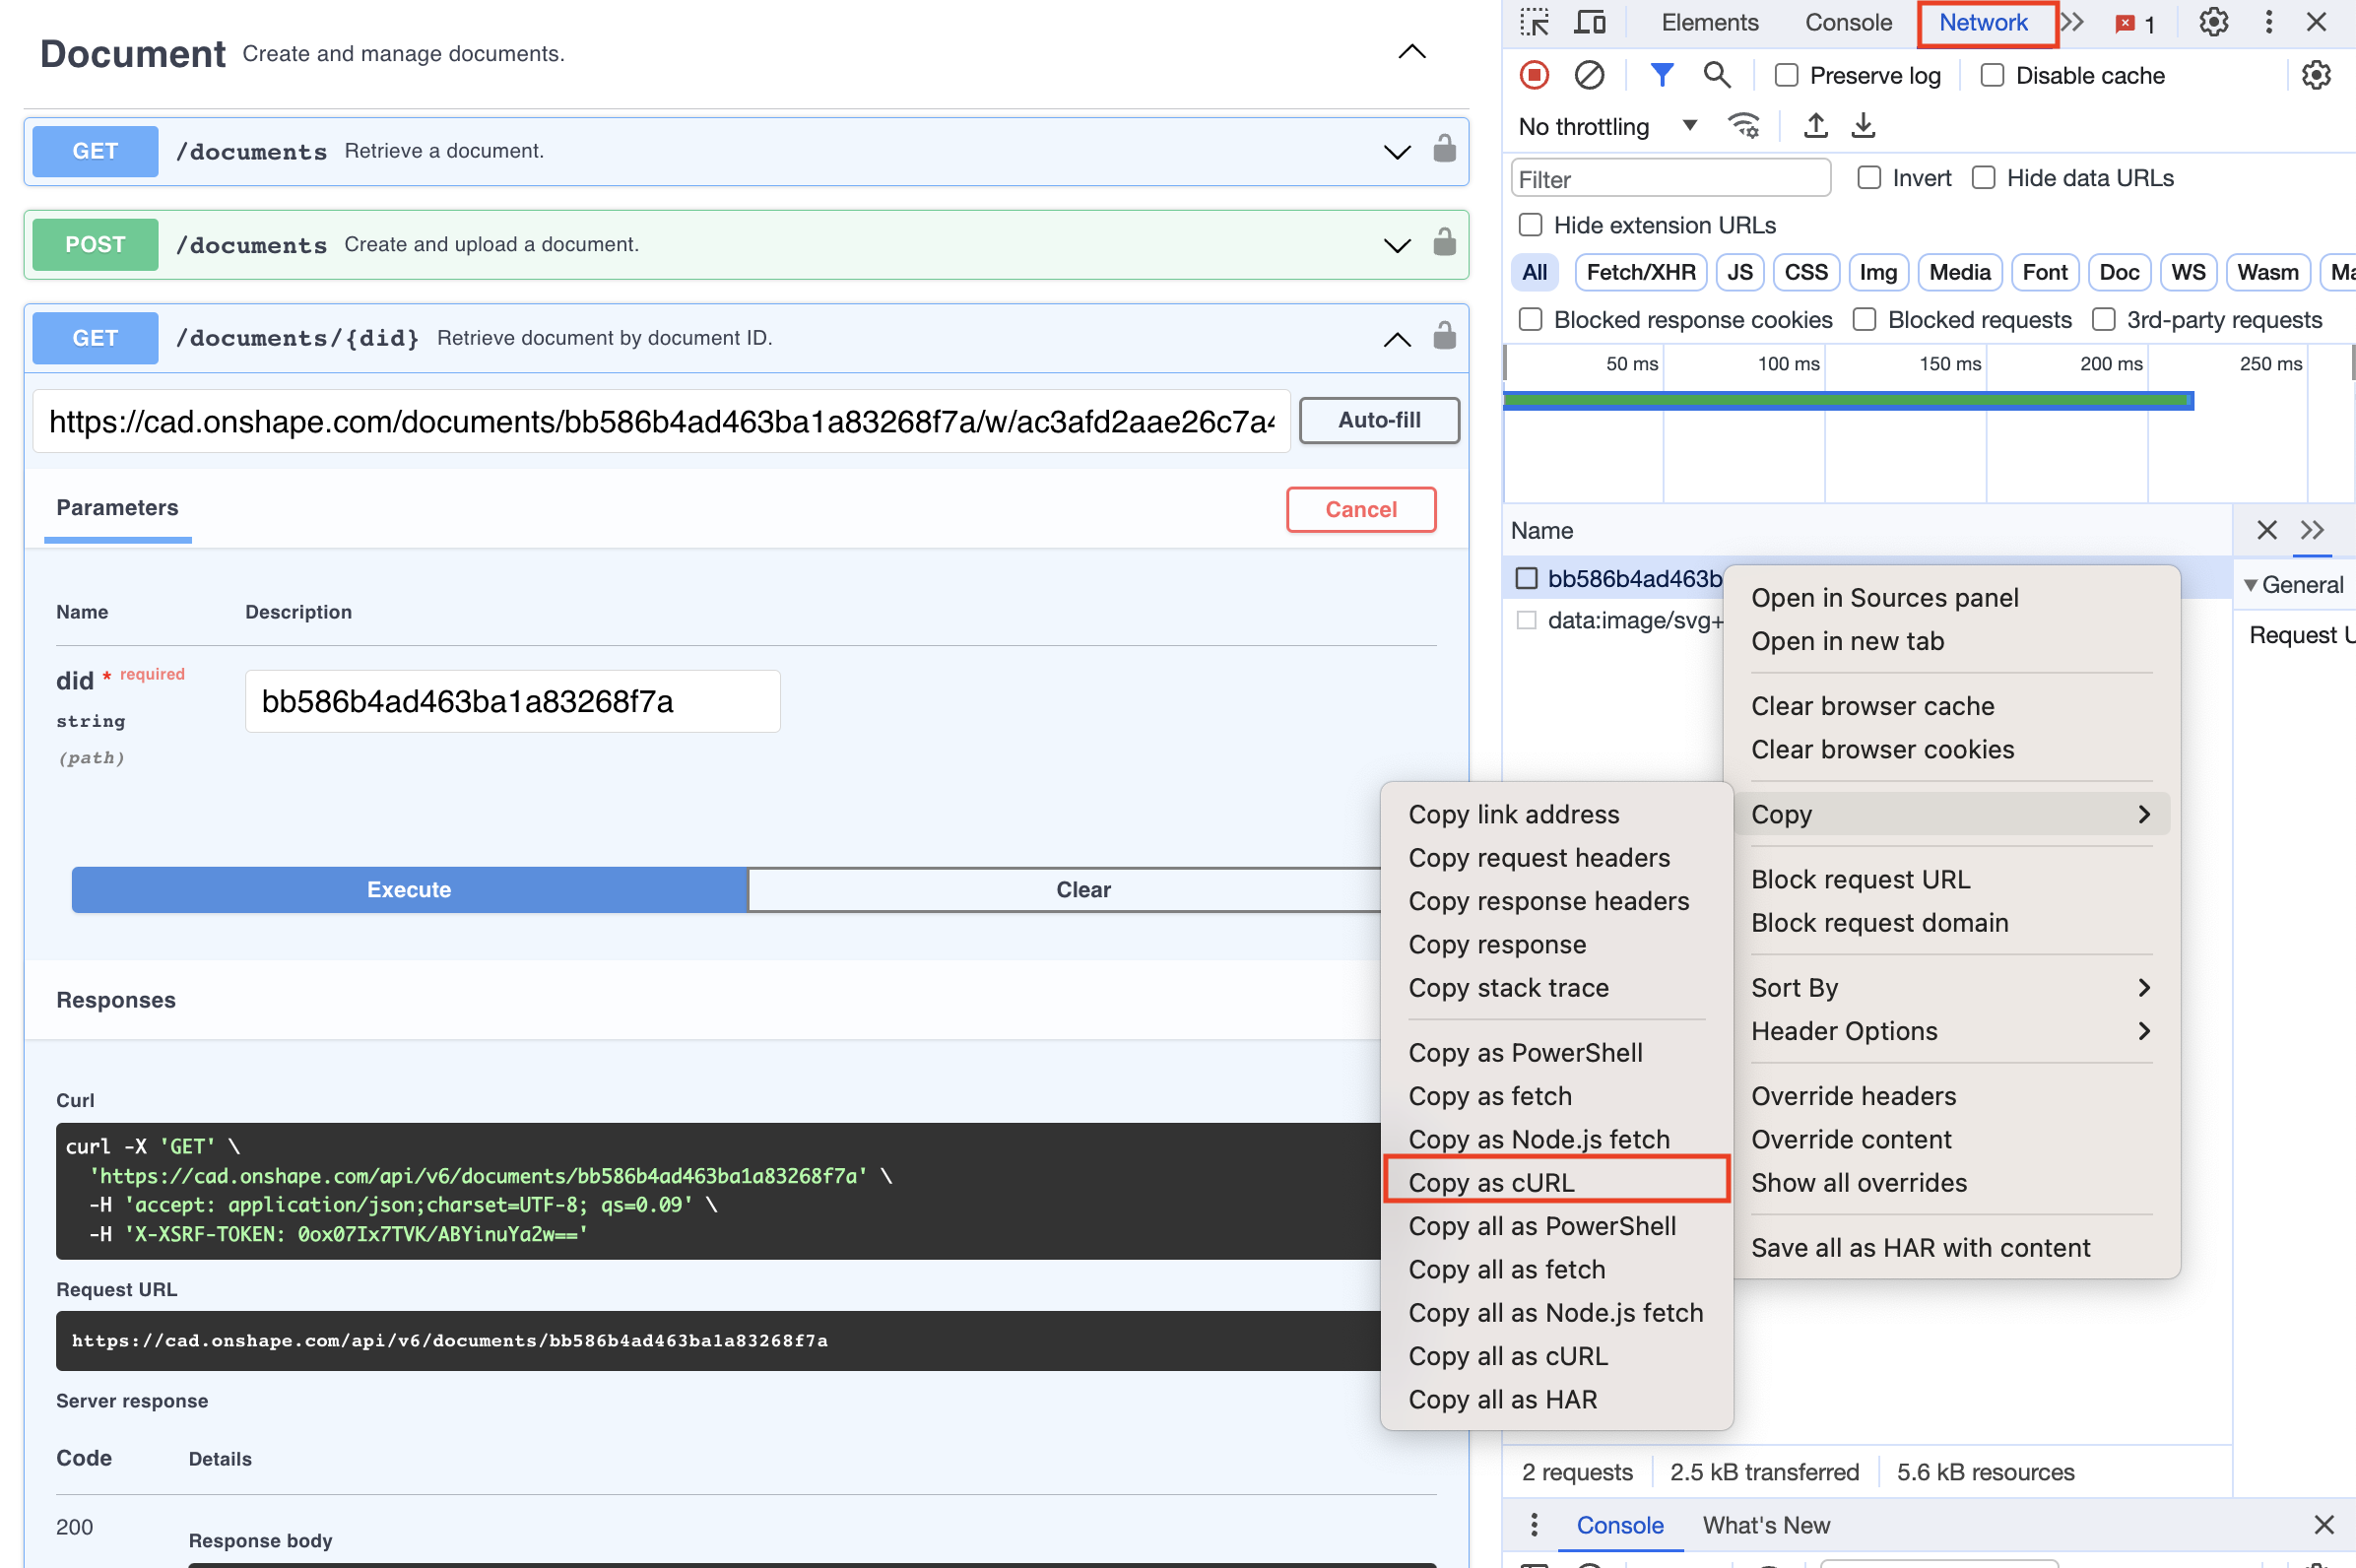 Document Create and manage documents.
GET /documents Retrieve a document.
POST /documents Create and upload a document.
GET /documents/{did} Retrieve document by document ID.
https://cad.onshape.com/documents/bb586b4ad463ba1a83268f7a/w/ac3afd2aae26c7a4 Auto-fill
Parameters Cancel
Name Description
did * required
string
(path)
bb586b4ad463ba1a83268f7a
Execute Clear
Responses
Curl
curl -X 'GET' \
'https://cad.onshape.com/api/v6/documents/bb586b4ad463ba1a83268f7a' \
-H 'accept: application/json;charset=UTF-8; qs=0.09' \
-H 'X-XSRF-TOKEN: 0ox07Ix7TVK/ABYinuYa2w=='
Request URL
https://cad.onshape.com/api/v6/documents/bb586b4ad463ba1a83268f7a
Server response
Code Details
200
Response body
Elements Console Network 1
Preserve log Disable cache
No throttling
Filter Invert Hide data URLs
Hide extension URLs
All Fetch/XHR JS CSS Img Media Font Doc WS Wasm Ma
Blocked response cookies Blocked requests 3rd-party requests
50 ms 100 ms 150 ms 200 ms 250 ms
Name
bb586b4ad463b
data:image/svg+
General
Request U
Open in Sources panel
Open in new tab
Clear browser cache
Clear browser cookies
Copy
Block request URL
Block request domain
Sort By
Header Options
Override headers
Override content
Show all overrides
Save all as HAR with content
Copy link address
Copy request headers
Copy response headers
Copy response
Copy stack trace
Copy as PowerShell
Copy as fetch
Copy as Node.js fetch
Copy as cURL
Copy all as PowerShell
Copy all as fetch
Copy all as Node.js fetch
Copy all as cURL
Copy all as HAR
2 requests 2.5 kB transferred 5.6 kB resources
Console What's New